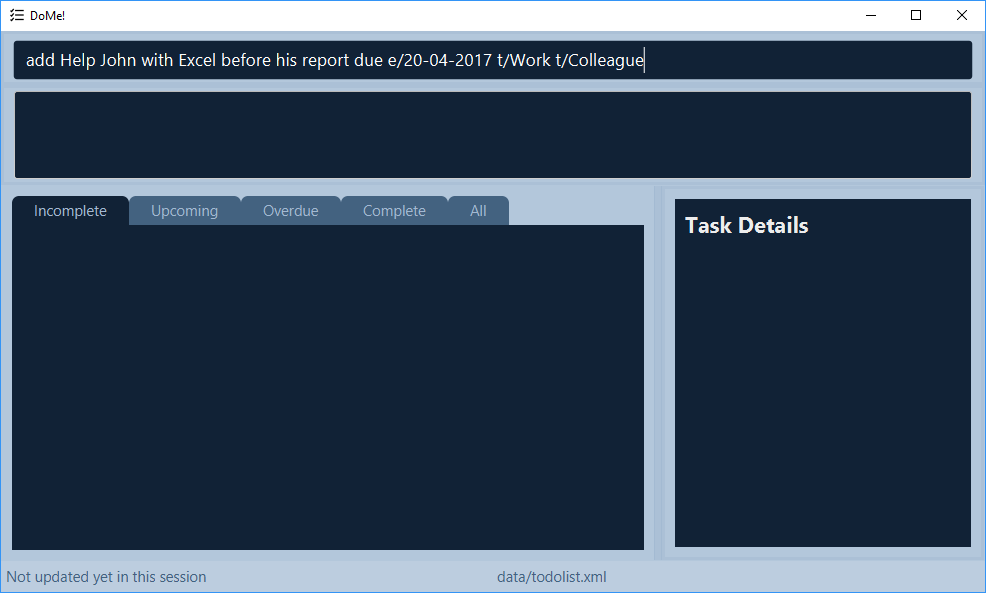 DoMe!
add Help John with Excel before his report due e/20-04-2017 t/Work t/Colleague
Incomplete Upcoming Overdue Complete All
Task Details
Not updated yet in this session data/todolist.xml